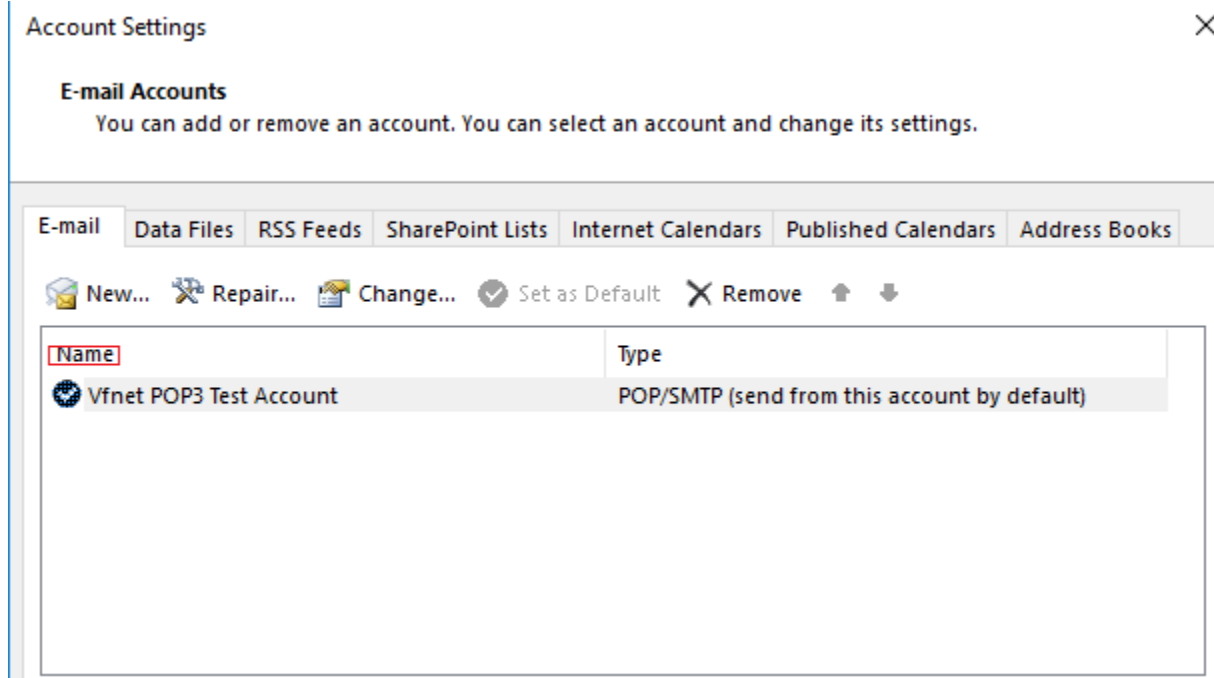 Account Settings
E-mail Accounts
You can add or remove an account. You can select an account and change its settings.
E-mail Data Files RSS Feeds SharePoint Lists Internet Calendars Published Calendars Address Books
New... Repair... Change... Set as Default Remove
Name Type
Vfnet POP3 Test Account POP/SMTP (send from this account by default)